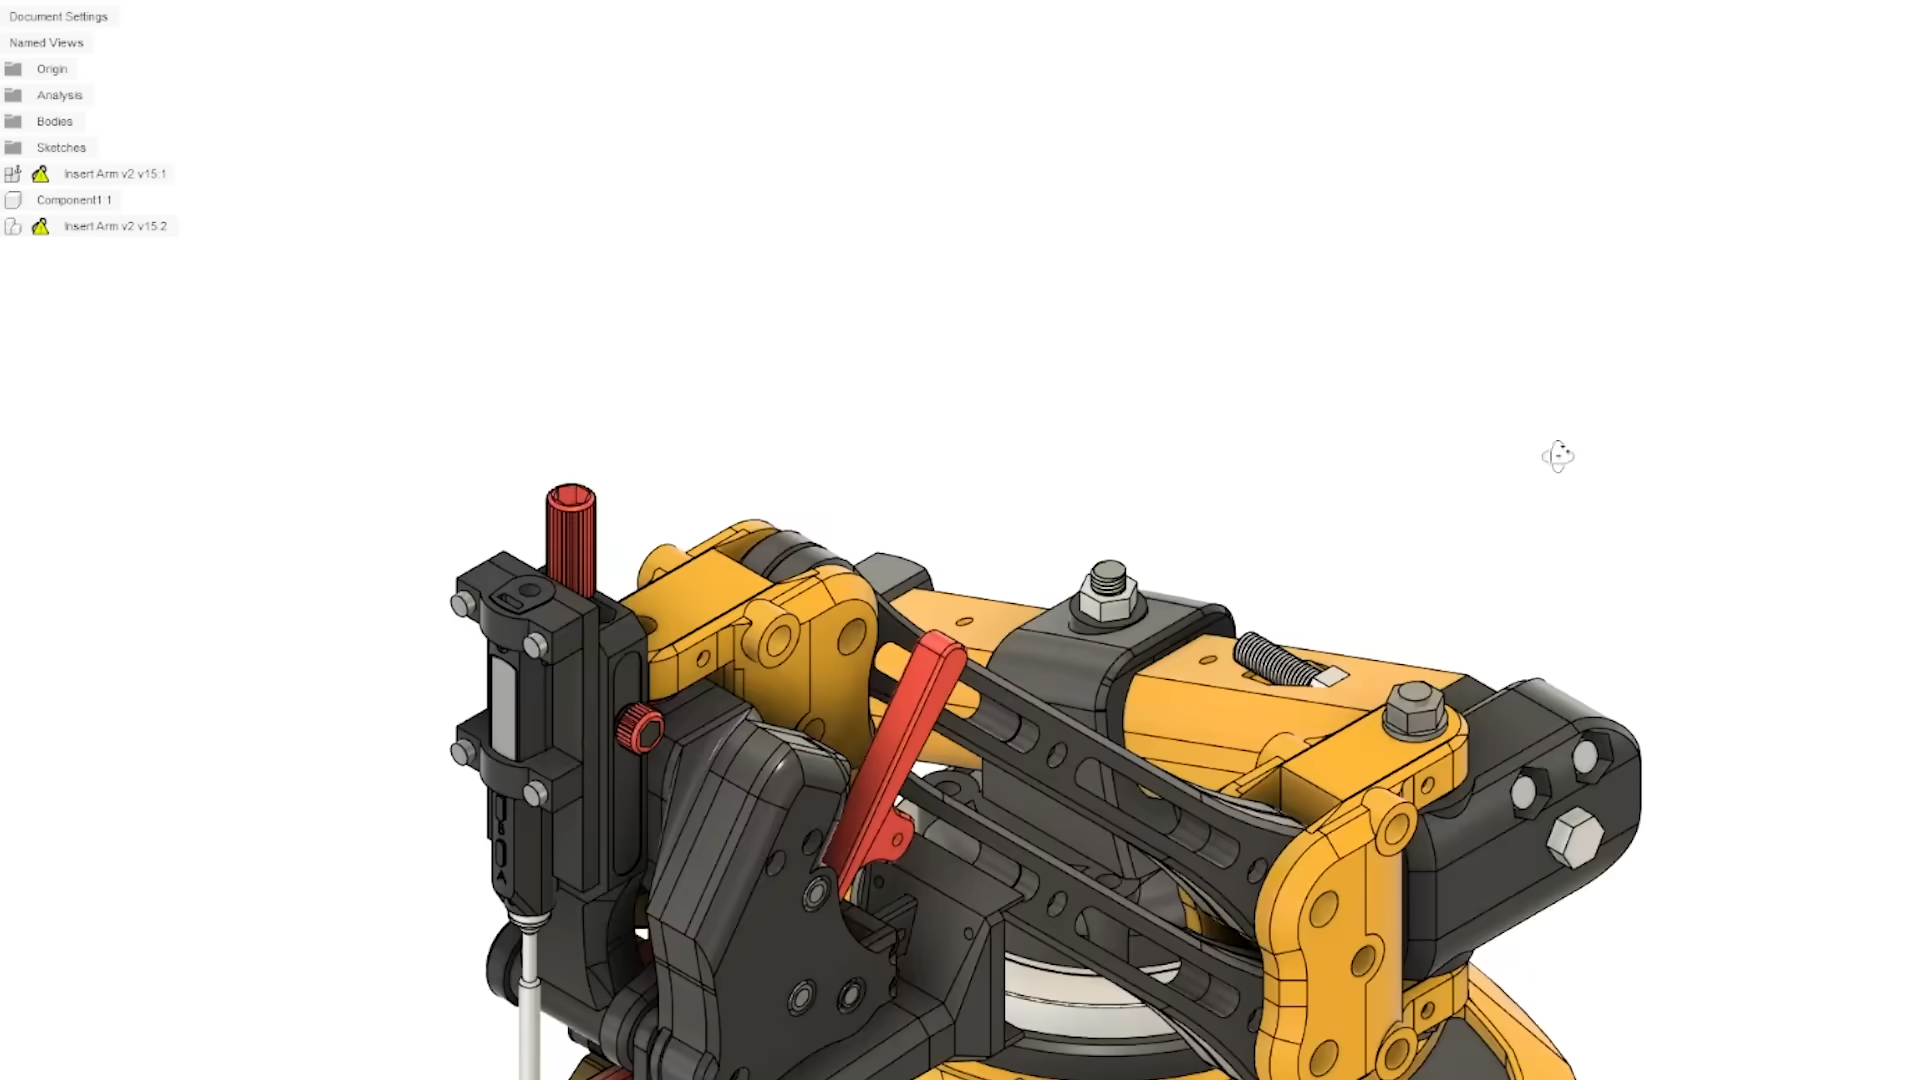 Document Settings
Named Views
Origin
Analysis
Bodies
Sketches
Insert Arm v2 v15:1
Component1:1
Insert Arm v2 v15:2